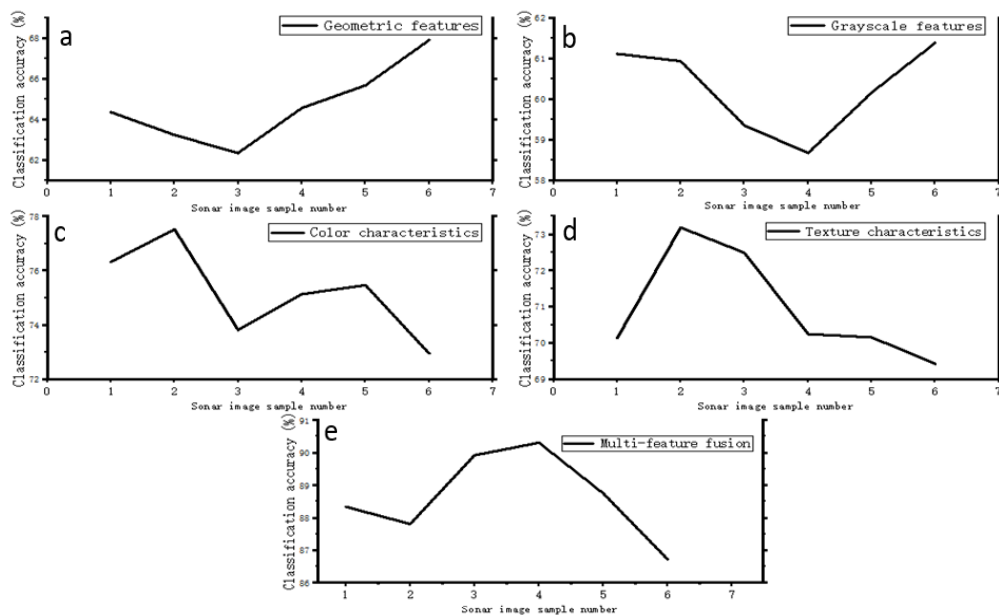 a
Geometric features
Classification accuracy (%)
68
66
64
62
0 1 2 3 4 5 6 7
Sonar image sample number
b
Grayscale features
Classification accuracy (%)
62
61
60
59
58
0 1 2 3 4 5 6 7
Sonar image sample number
c
Color characteristics
Classification accuracy (%)
78
76
74
72
0 1 2 3 4 5 6 7
Sonar image sample number
d
Texture characteristics
Classification accuracy (%)
73
72
71
70
69
0 1 2 3 4 5 6 7
Sonar image sample number
e
Multi-feature fusion
Classification accuracy (%)
91
90
89
88
87
86
1 2 3 4 5 6 7
Sonar image sample number